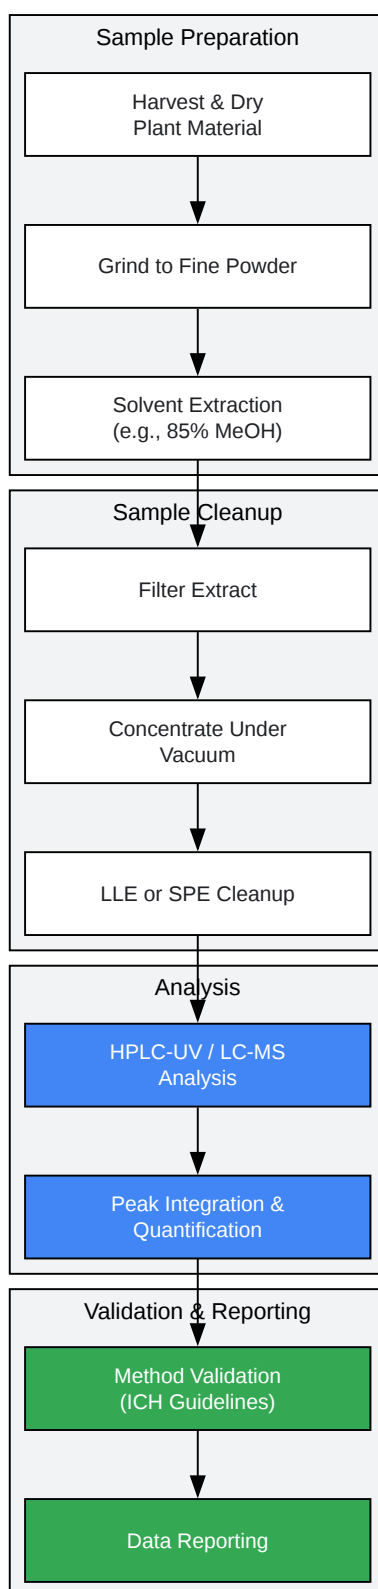 Sample Preparation
Harvest & Dry
Plant Material
Grind to Fine Powder
Solvent Extraction
(e.g., 85% MeOH)
Sample Cleanup
Filter Extract
Concentrate Under
Vacuum
LLE or SPE Cleanup
Analysis
HPLC-UV / LC-MS
Analysis
Peak Integration &
Quantification
Validation & Reporting
Method Validation
(ICH Guidelines)
Data Reporting